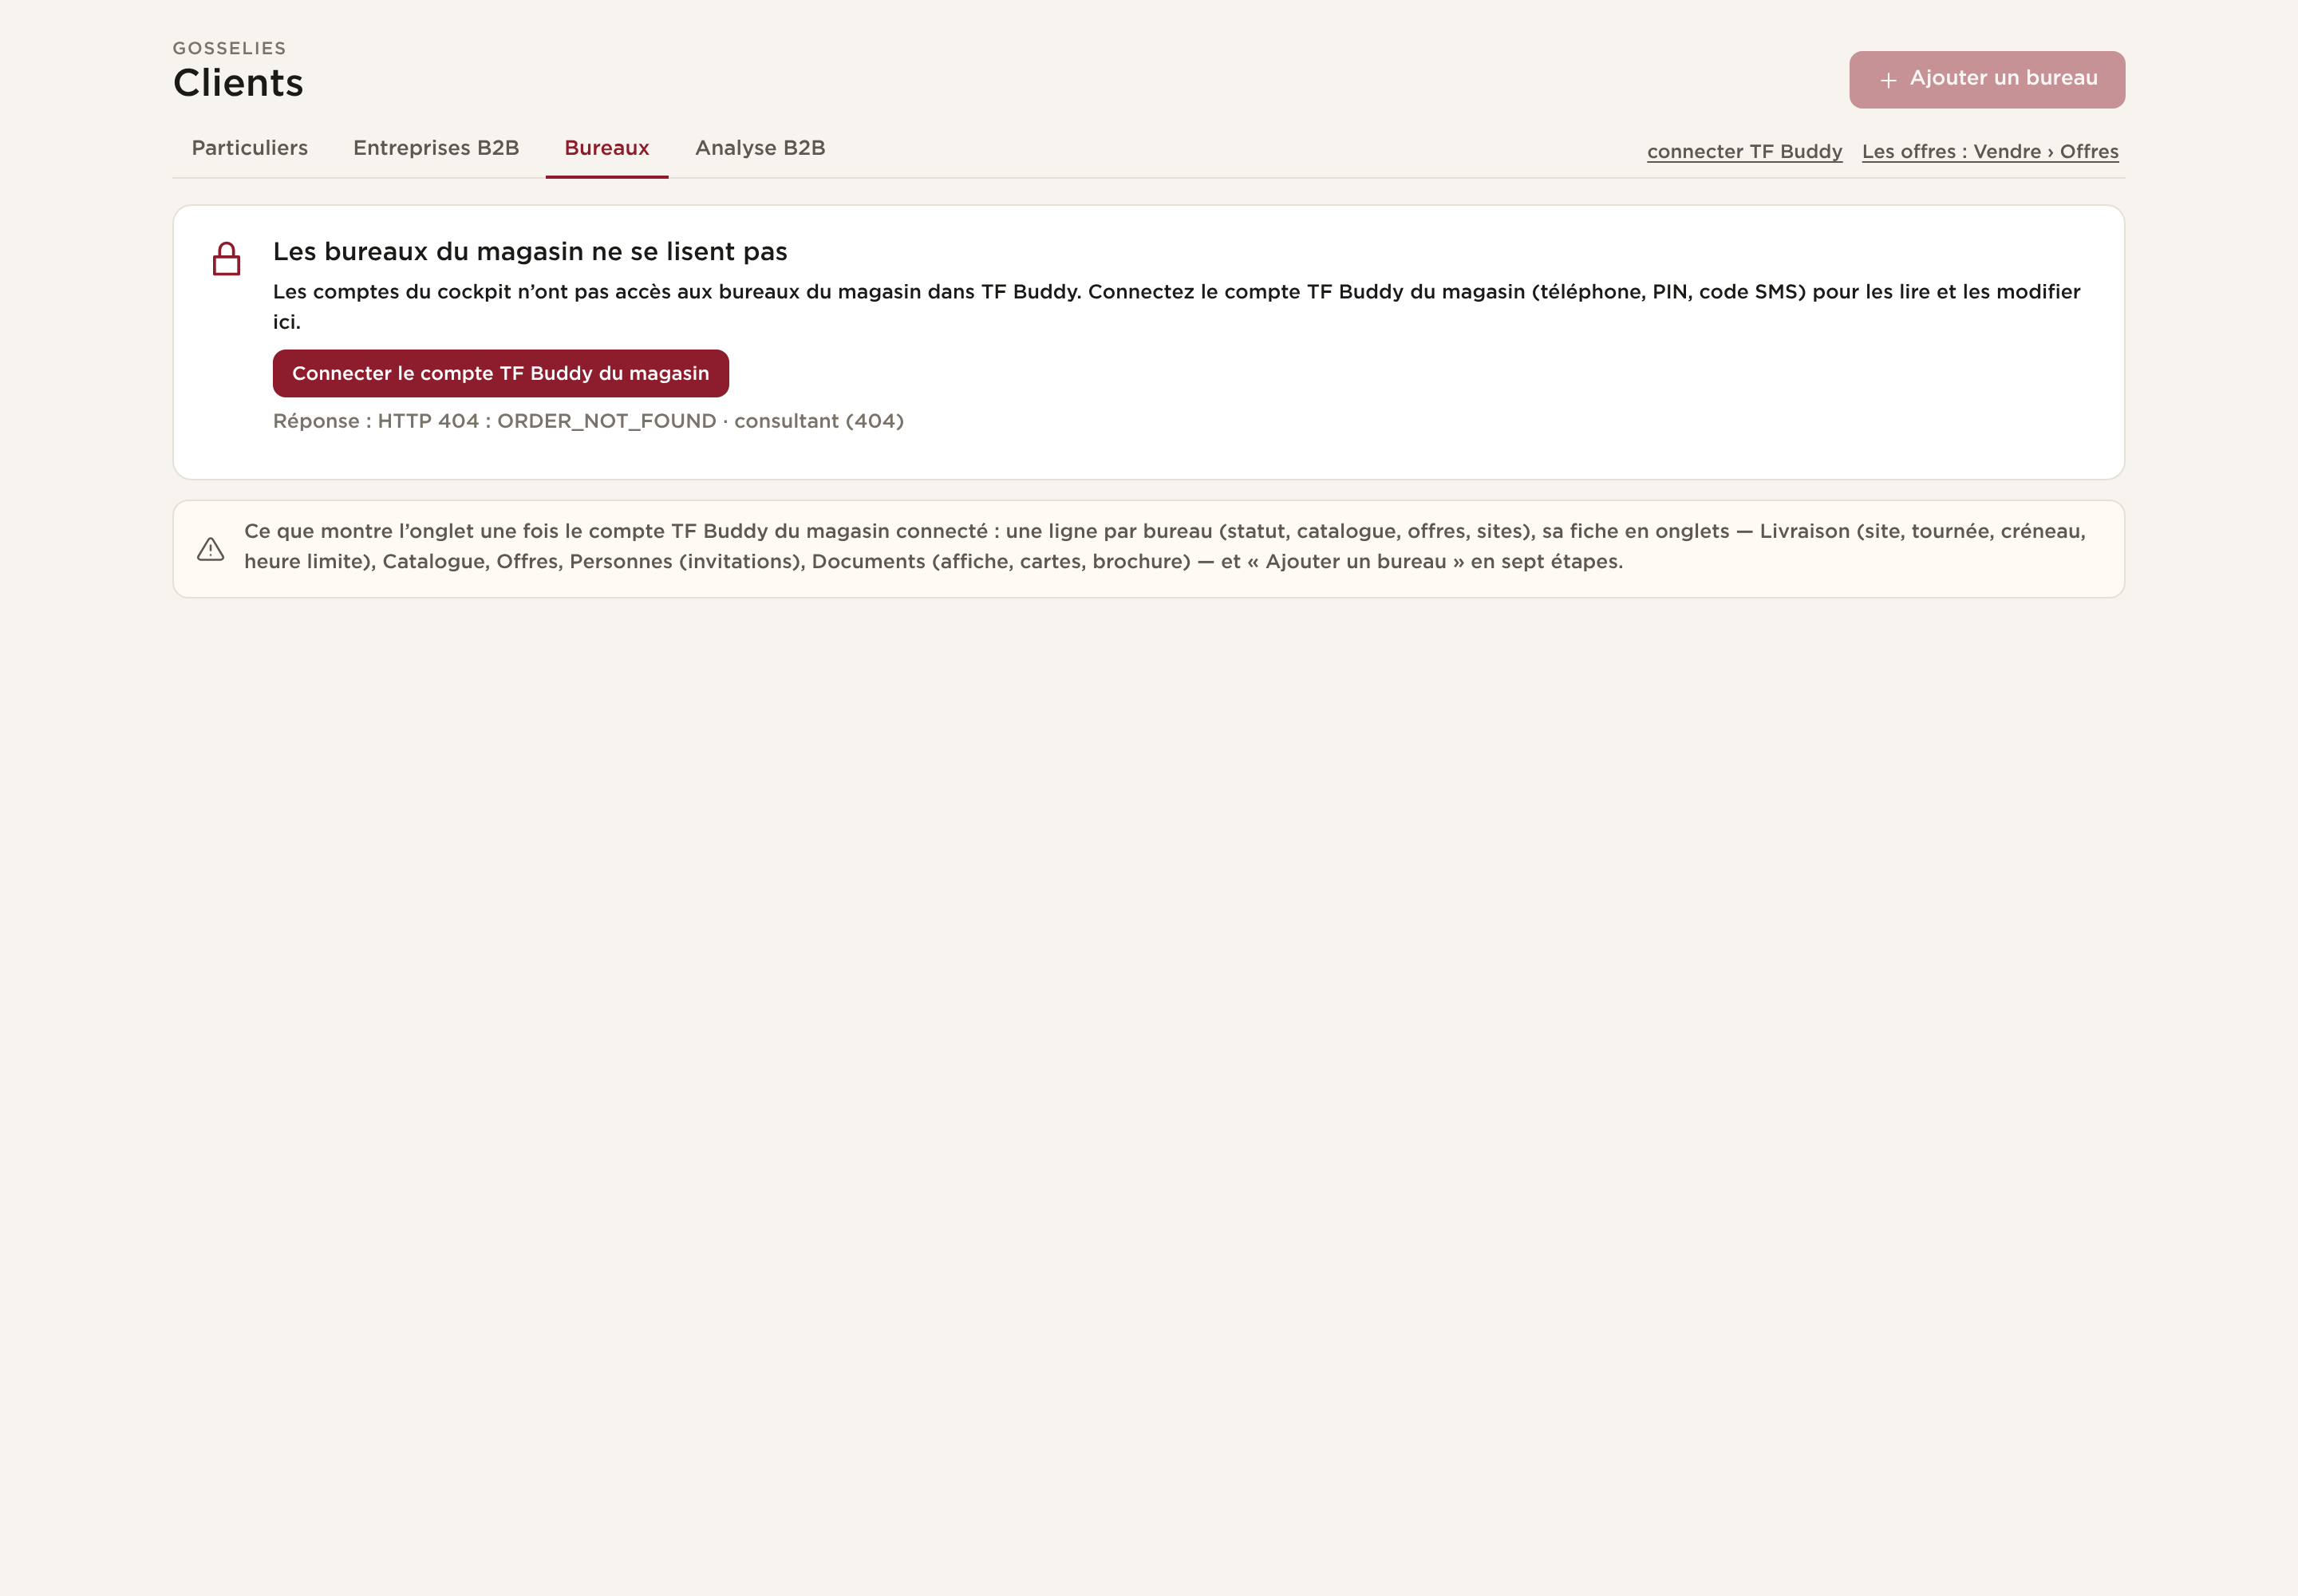 GOSSELIES
Clients
+ Ajouter un bureau
Particuliers Entreprises B2B Bureaux Analyse B2B connecter TF Buddy Les offres : Vendre › Offres
Les bureaux du magasin ne se lisent pas
Les comptes du cockpit n’ont pas accès aux bureaux du magasin dans TF Buddy. Connectez le compte TF Buddy du magasin (téléphone, PIN, code SMS) pour les lire et les modifier
ici.
Connecter le compte TF Buddy du magasin
Réponse : HTTP 404 : ORDER_NOT_FOUND · consultant (404)
Ce que montre l’onglet une fois le compte TF Buddy du magasin connecté : une ligne par bureau (statut, catalogue, offres, sites), sa fiche en onglets — Livraison (site, tournée, créneau,
heure limite), Catalogue, Offres, Personnes (invitations), Documents (affiche, cartes, brochure) — et « Ajouter un bureau » en sept étapes.